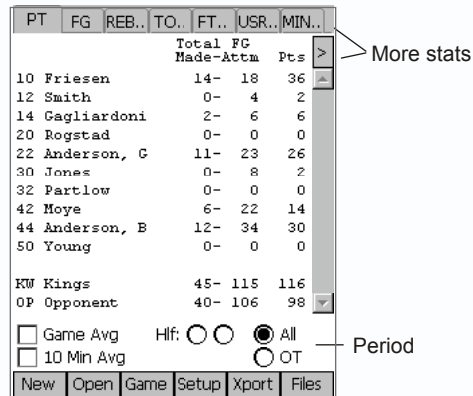 PT FG REB.. TO.. FT.. USR.. MIN..
Total FG
Made-Attm Pts >
More stats
10 Friesen 14- 18 36
12 Smith 0- 4 2
14 Gagliardoni 2- 6 6
20 Rogstad 0- 0 0
22 Anderson, G 11- 23 26
30 Jones 0- 8 2
32 Partlow 0- 0 0
42 Moye 6- 22 14
44 Anderson, B 12- 34 30
50 Young 0- 0 0
KW Kings 45- 115 116
OP Opponent 40- 106 98
Game Avg Hlf: All
10 Min Avg OT
Period
New Open Game Setup Xport Files